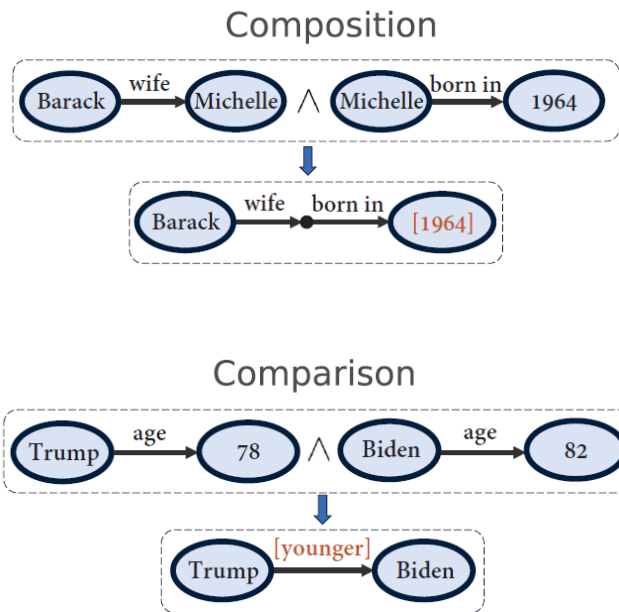 Composition
Barack wife Michelle ∧ Michelle born in 1964
Barack wife born in [1964]
Comparison
Trump age 78 ∧ Biden age 82
Trump [younger] Biden